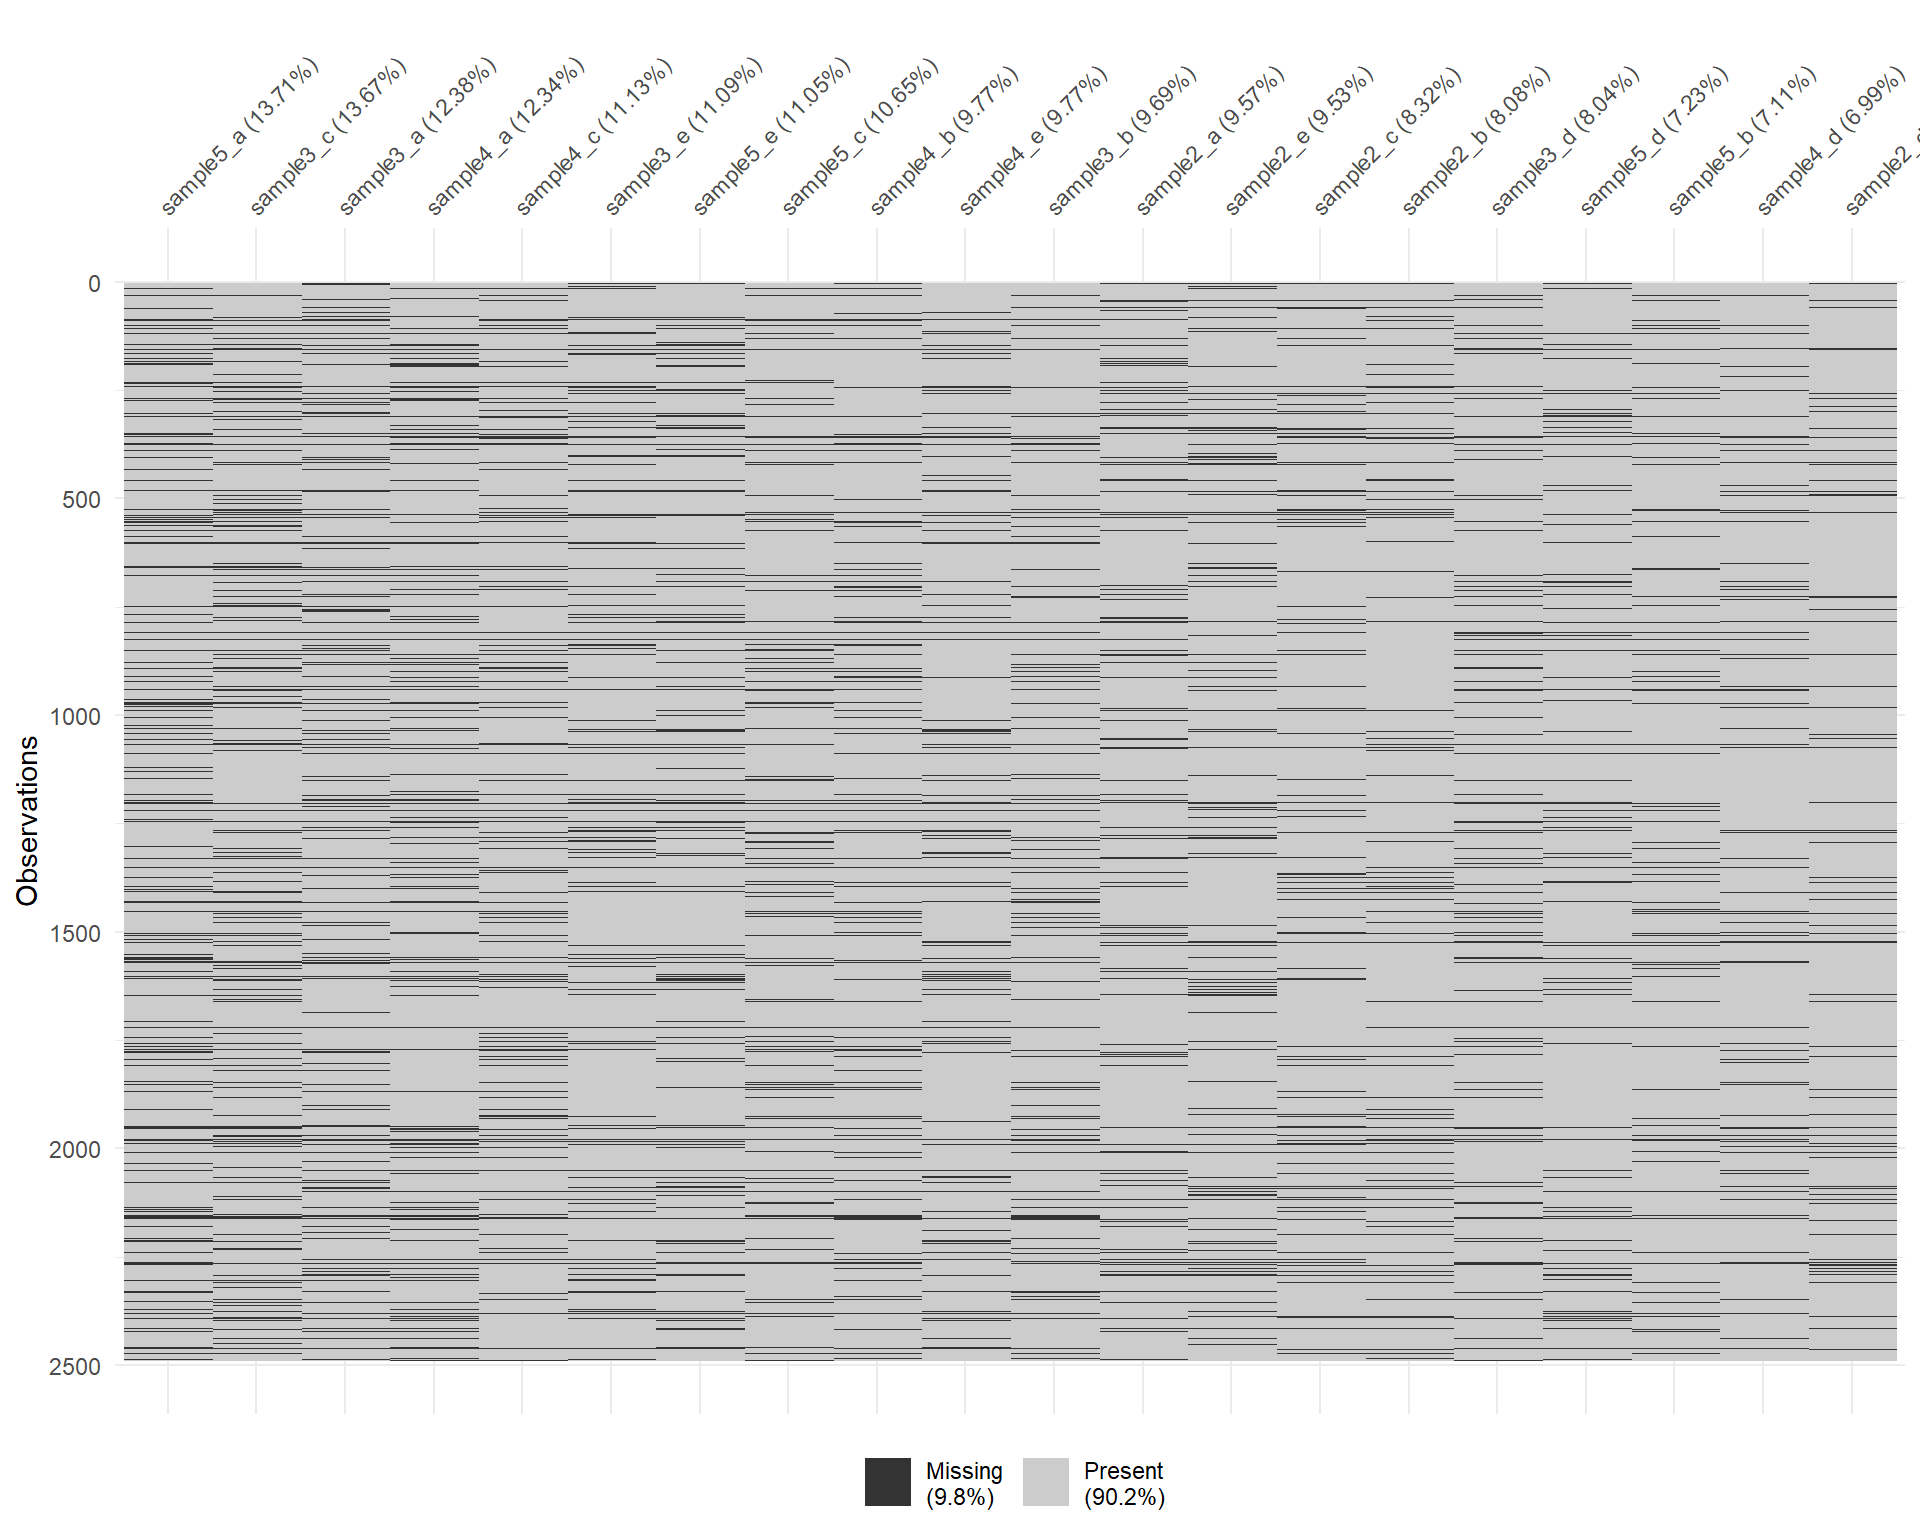 sample5_a (13.71%)
sample3_c (13.67%)
sample3_a (12.38%)
sample4_a (12.34%)
sample4_c (11.13%)
sample3_e (11.09%)
sample5_e (11.05%)
sample5_c (10.65%)
sample4_b (9.77%)
sample4_e (9.77%)
sample3_b (9.69%)
sample2_a (9.57%)
sample2_e (9.53%)
sample2_c (8.32%)
sample2_b (8.08%)
sample3_d (8.04%)
sample5_d (7.23%)
sample5_b (7.11%)
sample4_d (6.99%)
0
500
1000
1500
2000
2500
Observations
Missing
(9.8%)
Present
(90.2%)